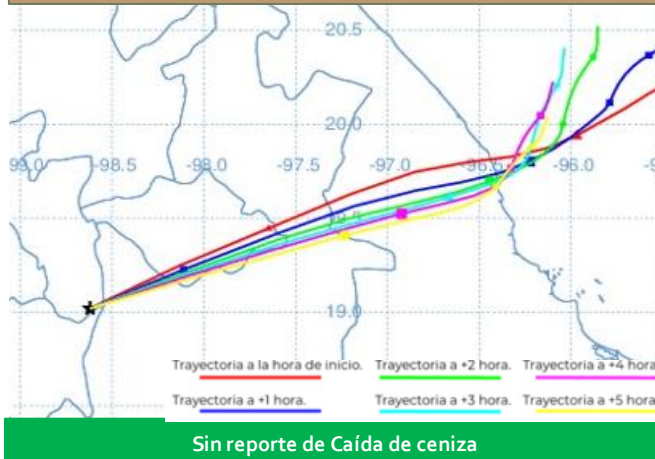 20.5
20.0
99.0 -98.5 -98.0 -97.5 -97.0 -96.5 -96.0
19.5
19.0
Trayectoria a la hora de inicio. Trayectoria a +2 hora. Trayectoria a +4 hora
Trayectoria a +1 hora. Trayectoria a +3 hora. Trayectoria a +5 hora
Sin reporte de Caída de ceniza